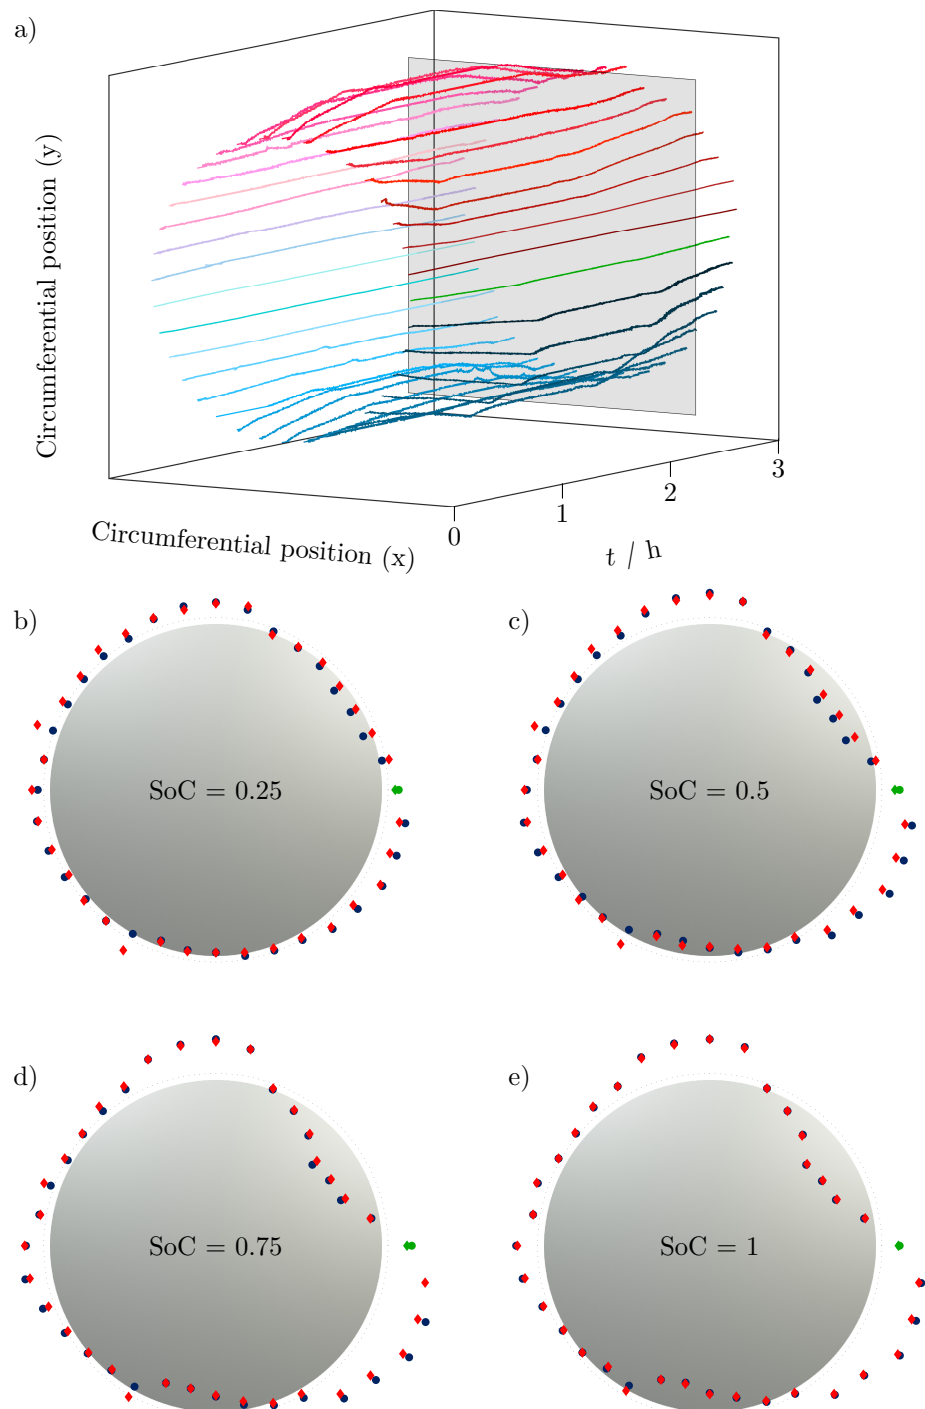 a)
Circumferential position (y)
Circumferential position (x)
0
1
2
3
t / h
b)
SoC = 0.25
c)
SoC = 0.5
d)
SoC = 0.75
e)
SoC = 1